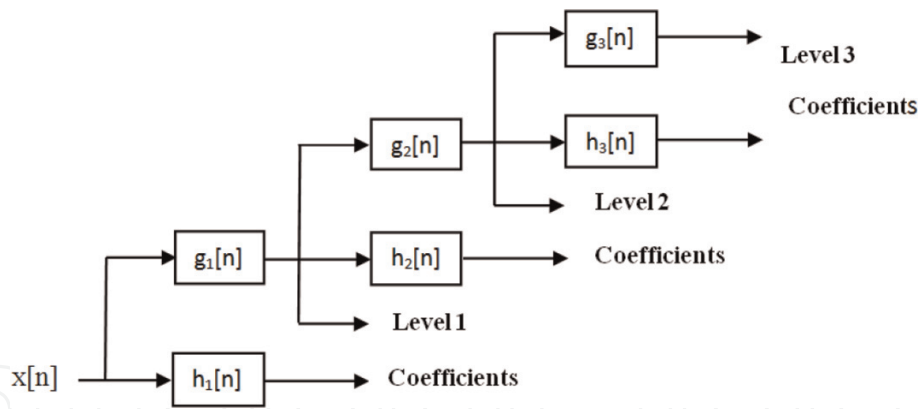 g₃[n]
Level 3
Coefficients
g₂[n]
h₃[n]
Level 2
g₁[n]
h₂[n]
Coefficients
Level 1
x[n]
h₁[n]
Coefficients